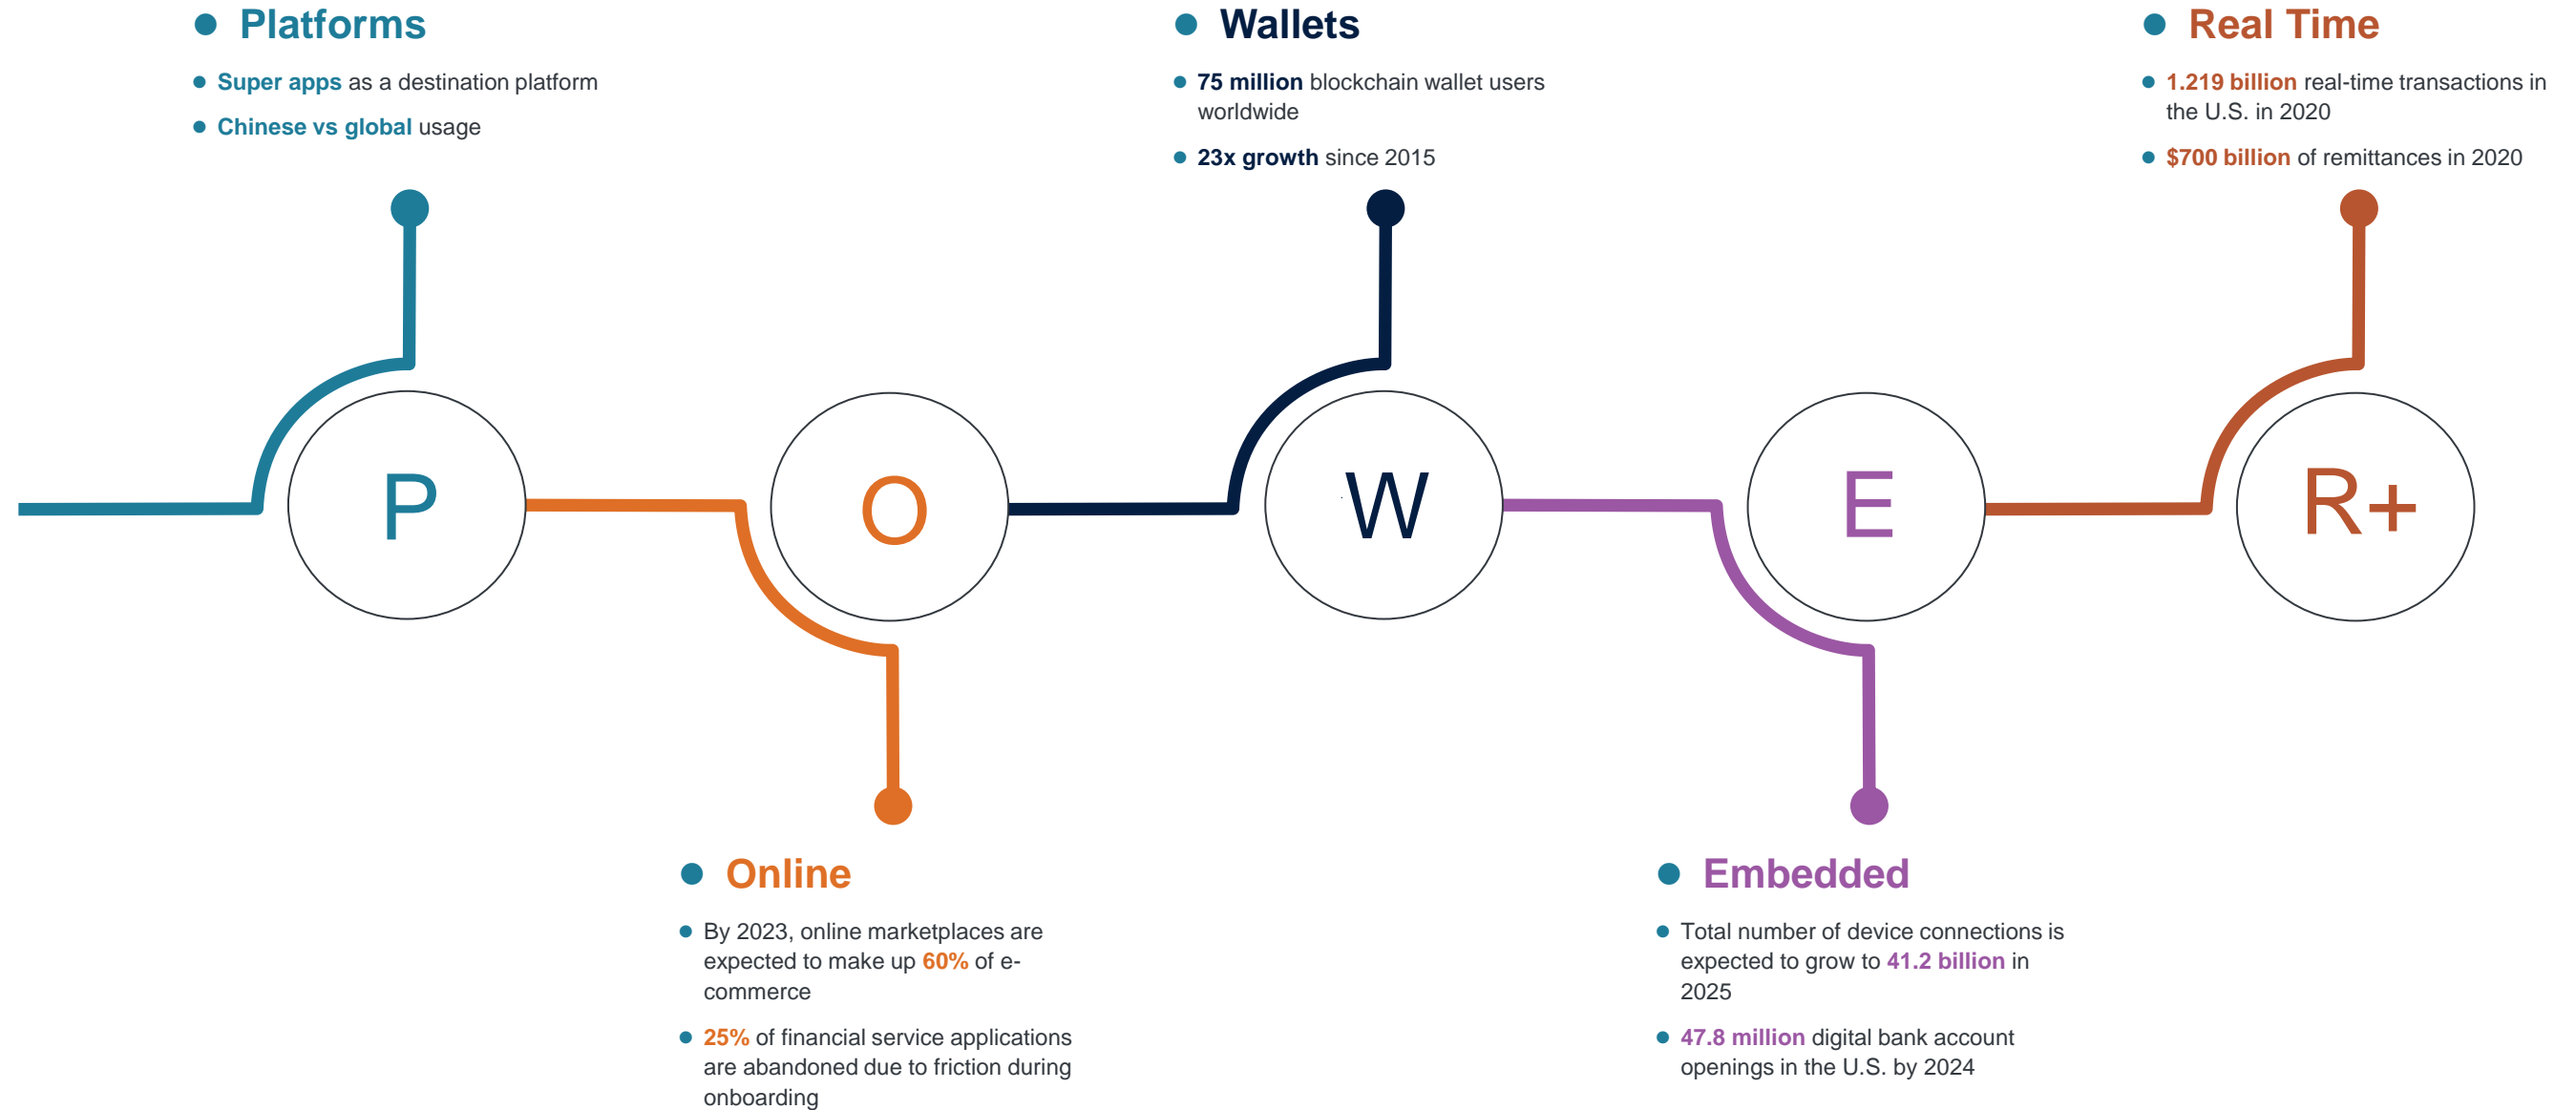 Platforms
Super apps as a destination platform
Chinese vs global usage
Wallets
75 million blockchain wallet users
worldwide
23x growth since 2015
Real Time
1.219 billion real-time transactions in
the U.S. in 2020
$700 billion of remittances in 2020
P
O
W
E
R+
Online
By 2023, online marketplaces are
expected to make up 60% of e-
commerce
25% of financial service applications
are abandoned due to friction during
onboarding
Embedded
Total number of device connections is
expected to grow to 41.2 billion in
2025
47.8 million digital bank account
openings in the U.S. by 2024